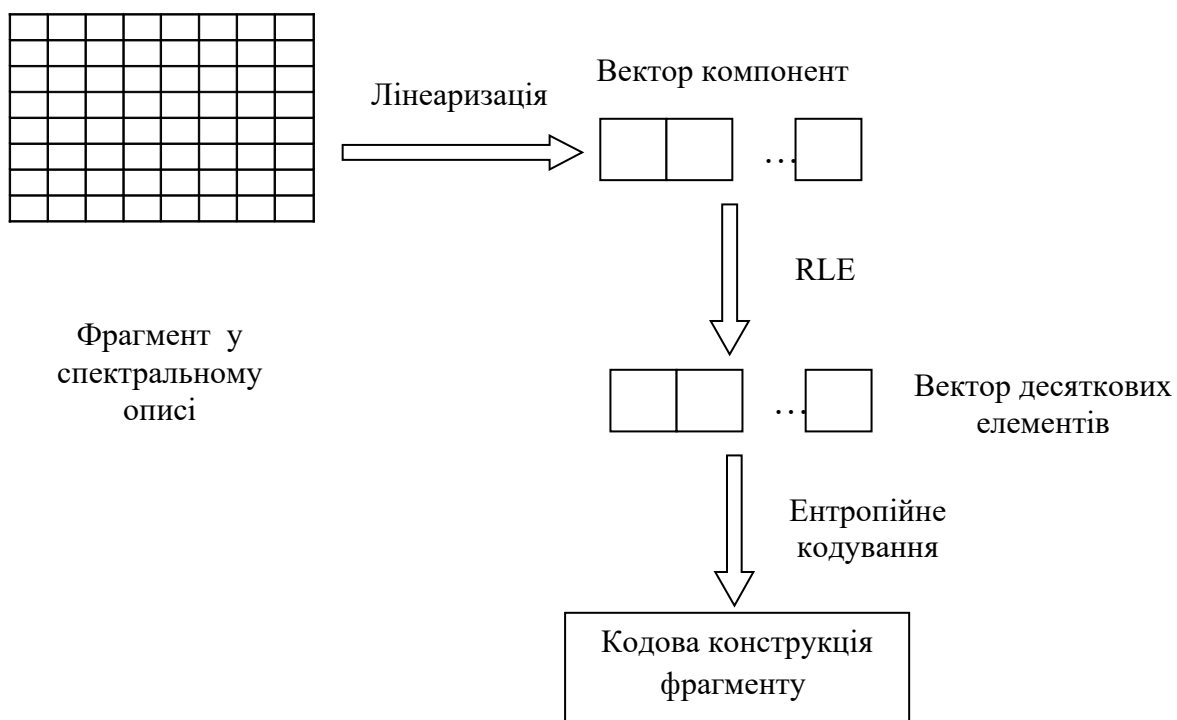 Лінеаризація
Вектор компонент
…
RLE
Фрагмент у
спектральному
описі
…
Вектор десяткових
елементів
Ентропійне
кодування
Кодова конструкція
фрагменту